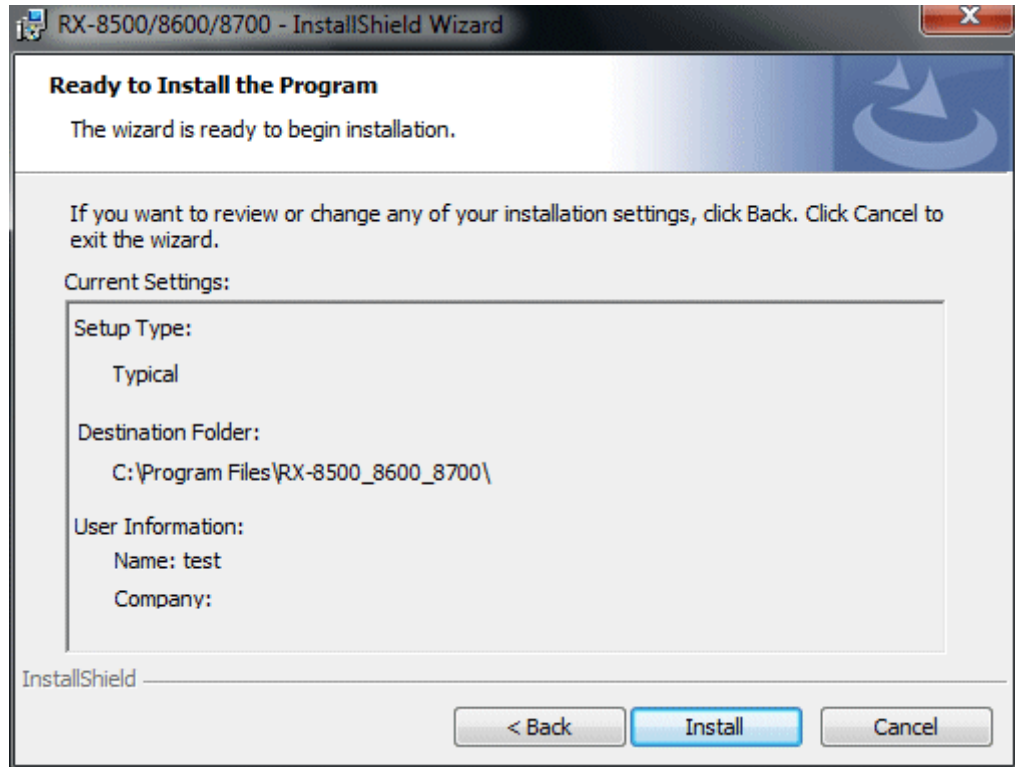 RX-8500/8600/8700 - InstallShield Wizard
Ready to Install the Program
The wizard is ready to begin installation.
If you want to review or change any of your installation settings, click Back. Click Cancel to
exit the wizard.
Current Settings:
Setup Type:
Typical
Destination Folder:
C:\Program Files\RX-8500_8600_8700\
User Information:
Name: test
Company:
InstallShield
< Back
Install
Cancel